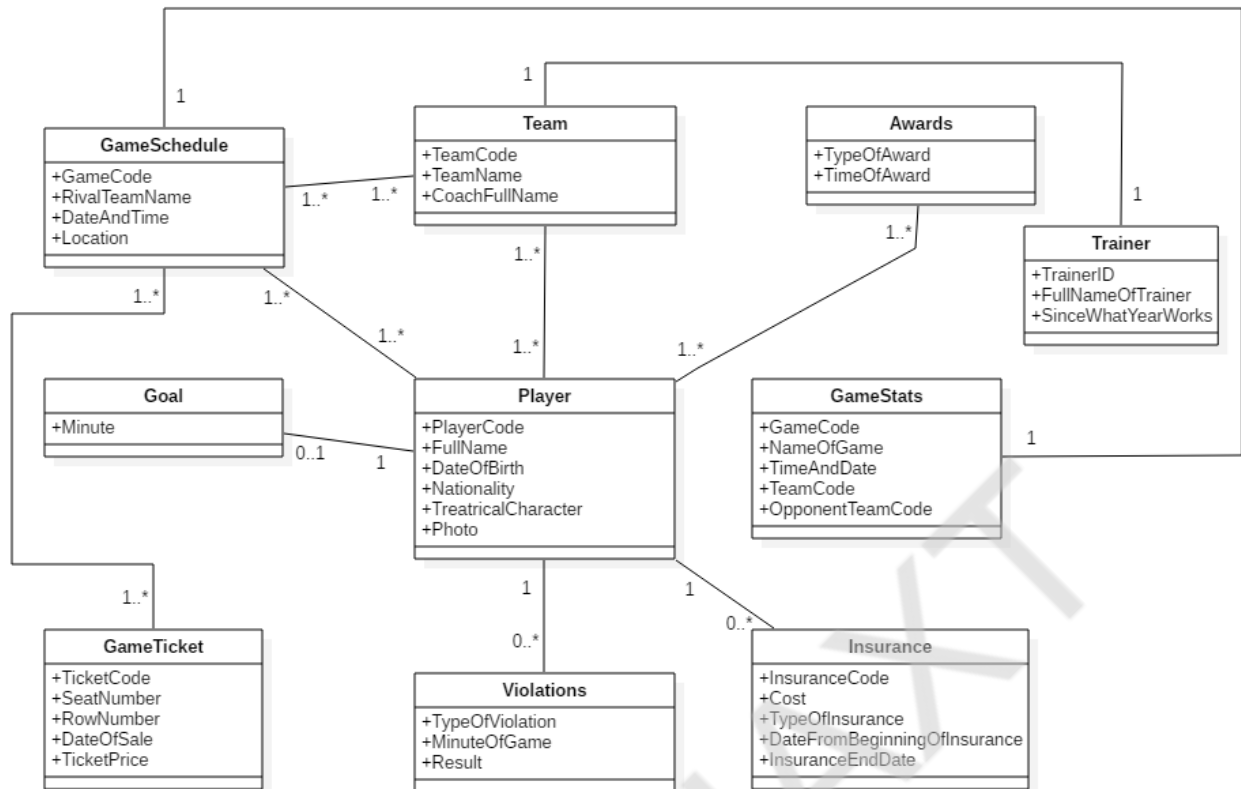 1
1
Team
+TeamCode
+TeamName
+CoachFullName
Awards
+TypeOfAward
+TimeOfAward
GameSchedule
+GameCode
+RivalTeamName
+DateAndTime
+Location
1..*
1..*
1
1..*
1..*
Trainer
+TrainerID
+FullNameOfTrainer
+SinceWhatYearWorks
1..*
1..*
1..*
1..*
1..*
Goal
+Minute
0..1
1
Player
+PlayerCode
+FullName
+DateOfBirth
+Nationality
+TreatricalCharacter
+Photo
GameStats
+GameCode
+NameOfGame
+TimeAndDate
+TeamCode
+OpponentTeamCode
1
1
1
1..*
0..*
0..*
GameTicket
+TicketCode
+SeatNumber
+RowNumber
+DateOfSale
+TicketPrice
Violations
+TypeOfViolation
+MinuteOfGame
+Result
Insurance
+InsuranceCode
+Cost
+TypeOfInsurance
+DateFromBeginningOfInsurance
+InsuranceEndDate